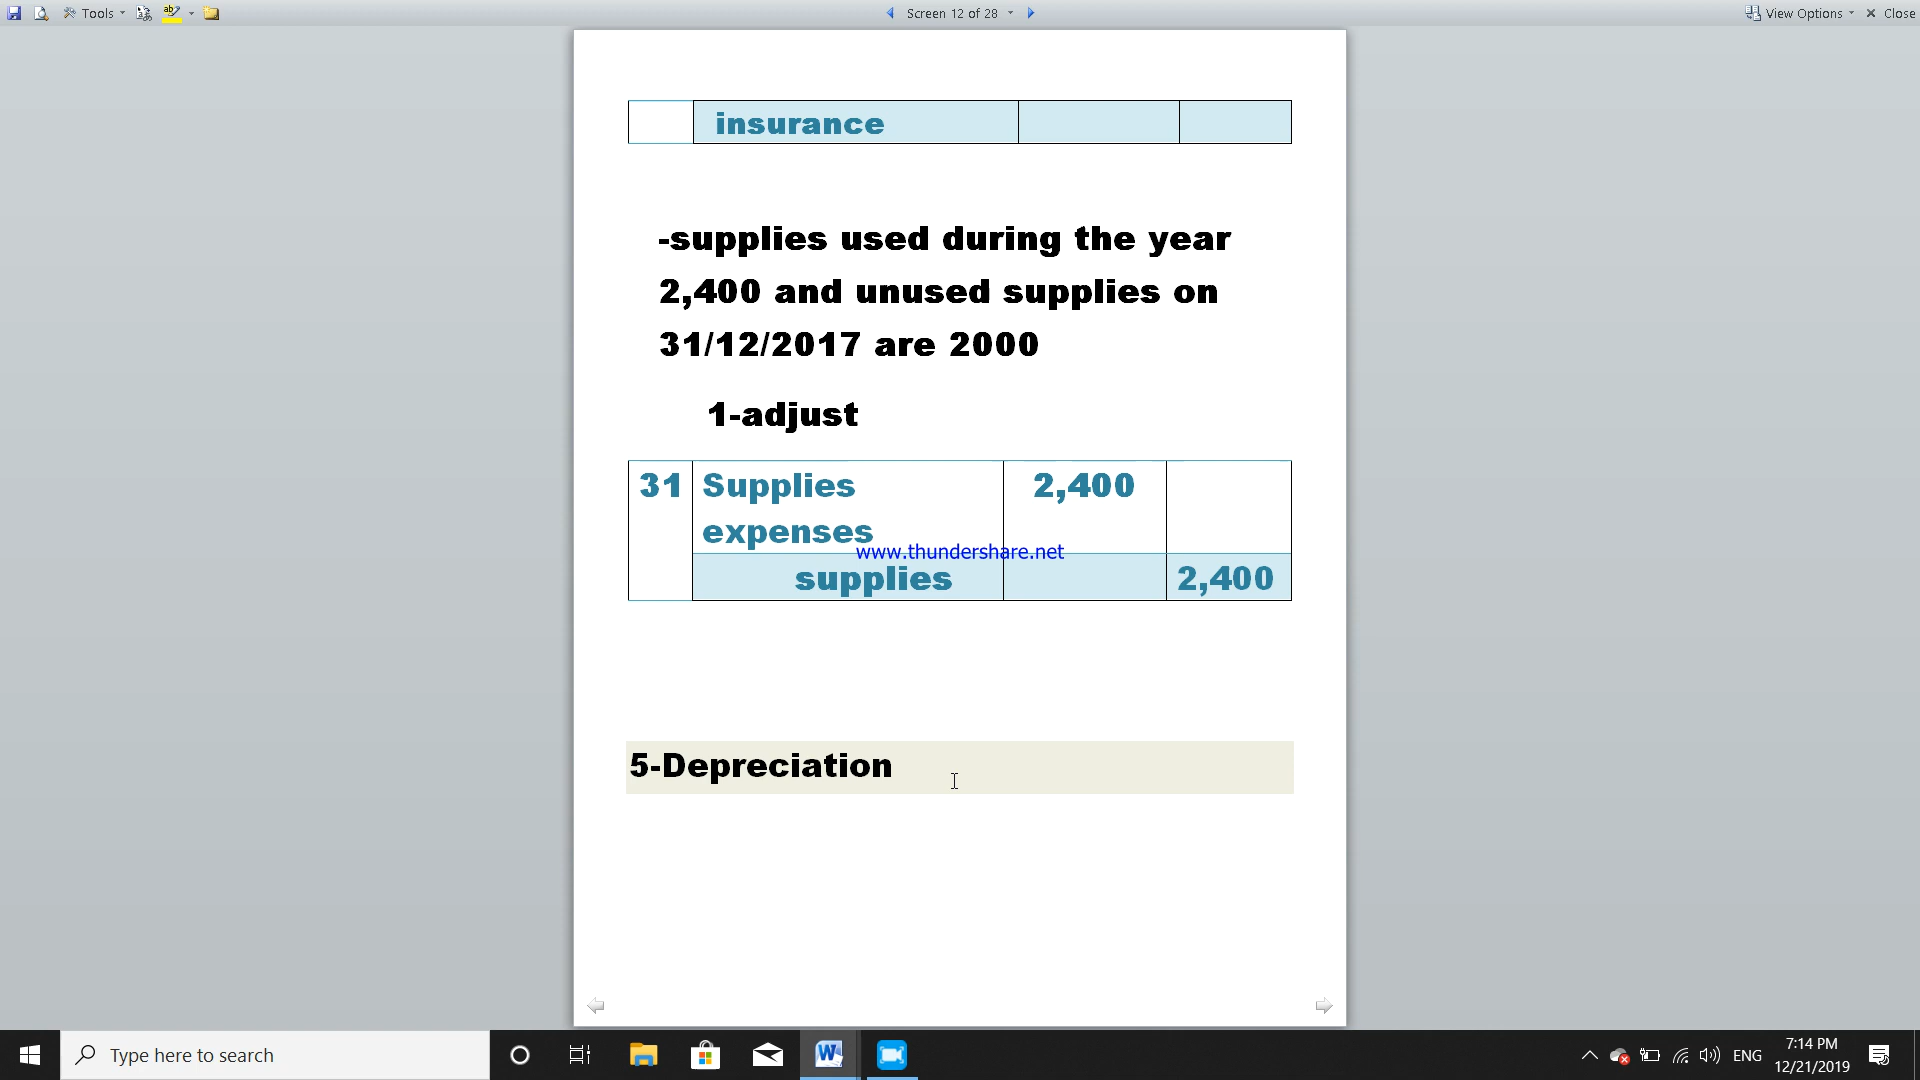 Tools
Screen 12 of 28
View Options
Close
insurance
-supplies used during the year
2,400 and unused supplies on
31/12/2017 are 2000
1-adjust
31 Supplies 2,400
expenses
www.thundershare.net
supplies 2,400
5-Depreciation
Type here to search
ENG
7:14 PM
12/21/2019